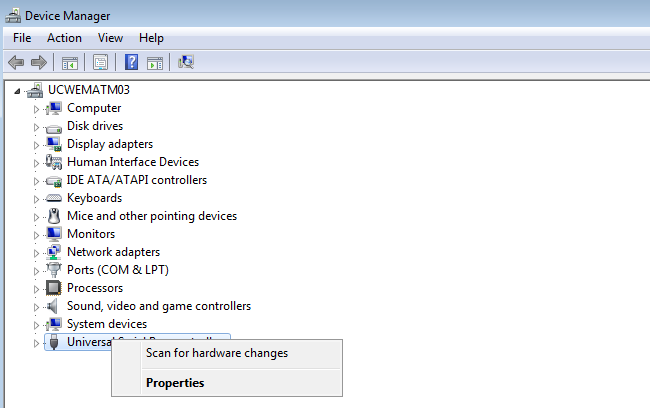 Device Manager
File Action View Help
UCWEMATM03
Computer
Disk drives
Display adapters
Human Interface Devices
IDE ATA/ATAPI controllers
Keyboards
Mice and other pointing devices
Monitors
Network adapters
Ports (COM & LPT)
Processors
Sound, video and game controllers
System devices
Universal
Scan for hardware changes
Properties